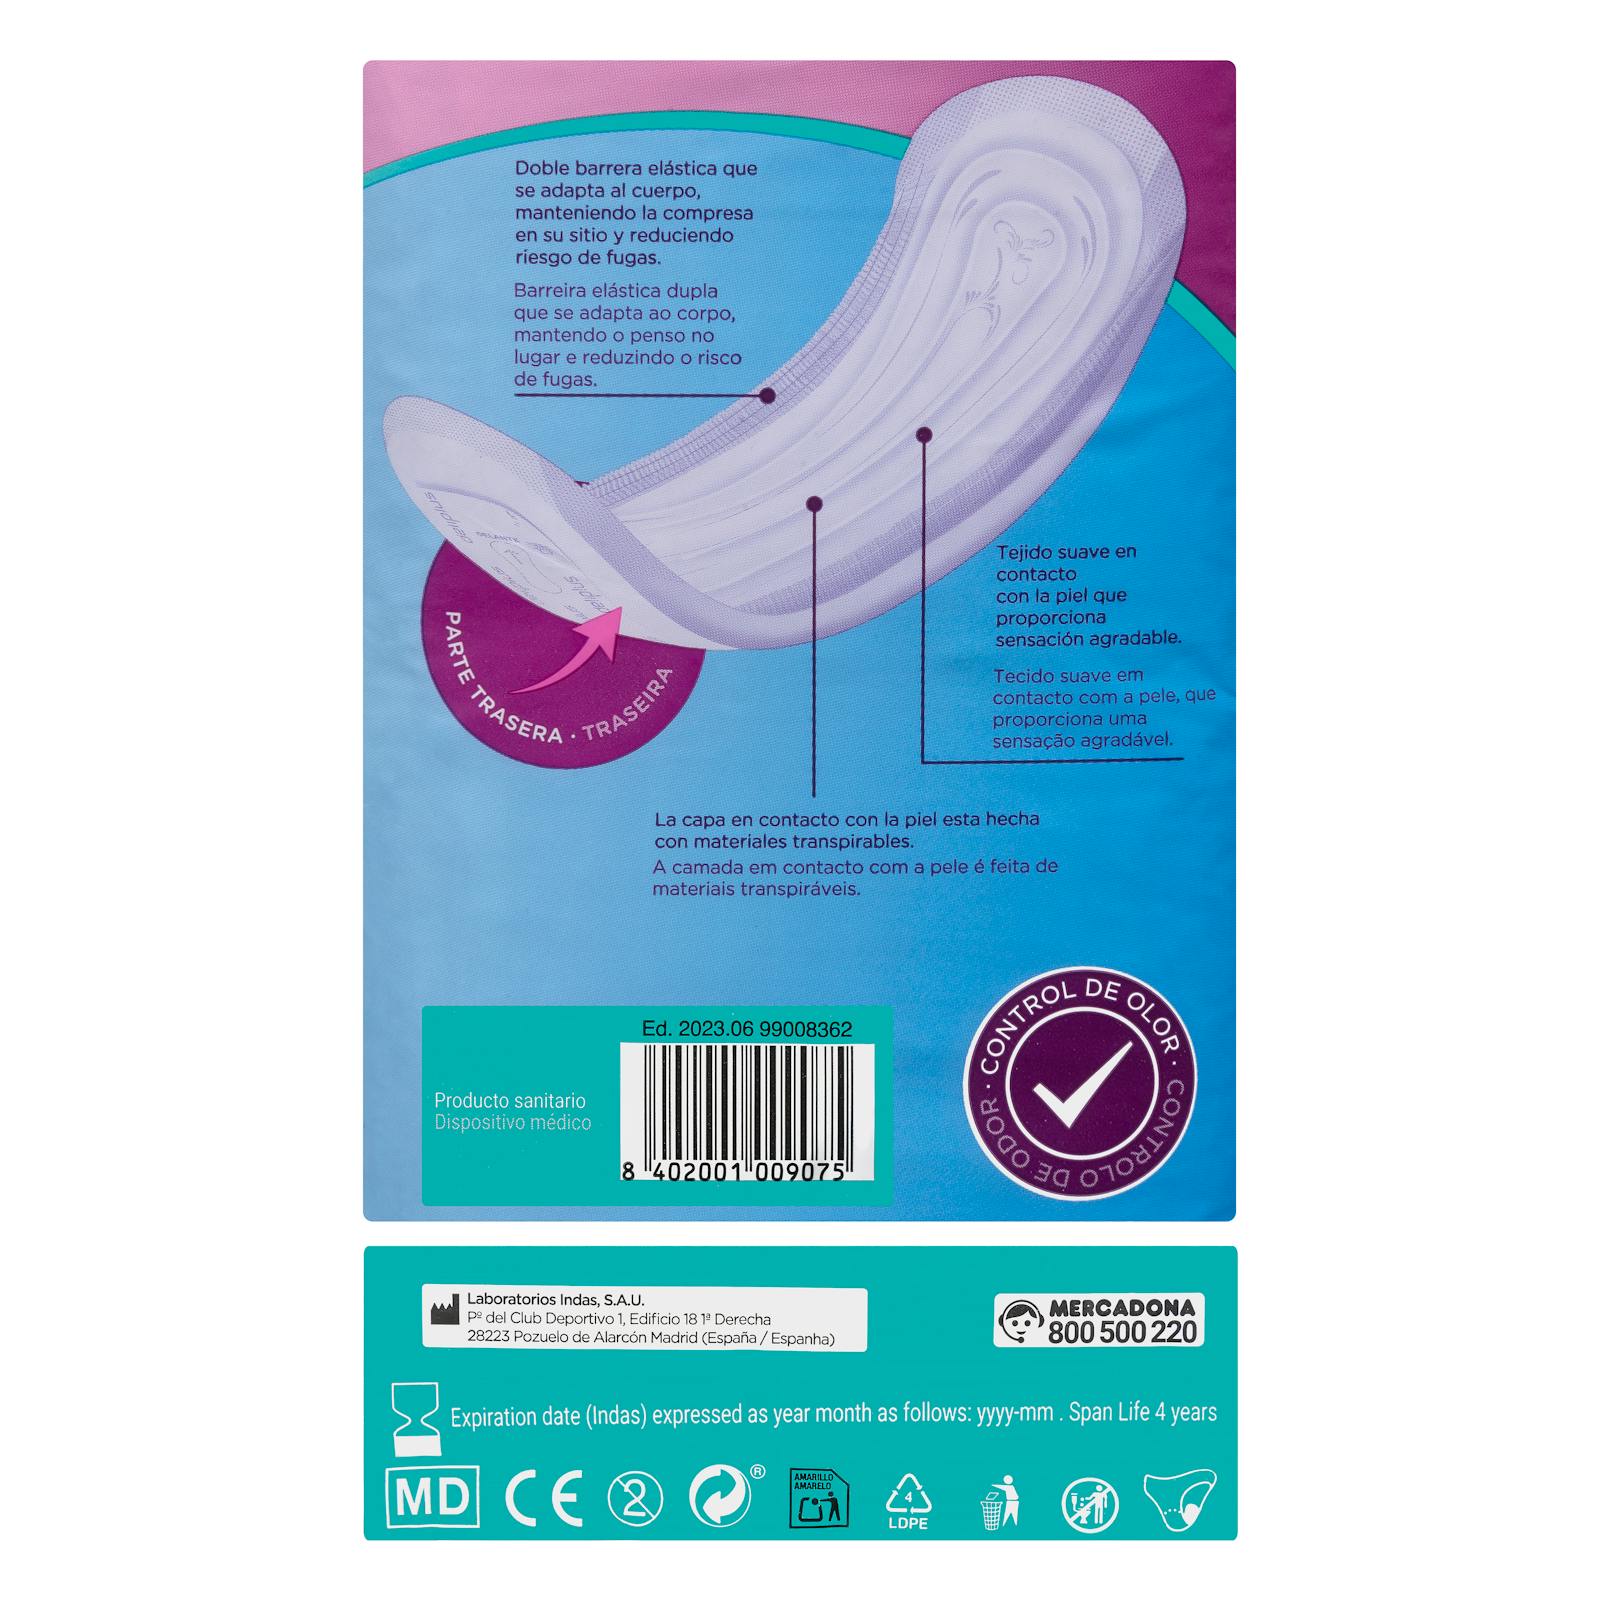 Doble barrera elástica que
se adapta al cuerpo,
manteniendo la compresa
en su sitio y reduciendo
riesgo de fugas.
Barreira elástica dupla
que se adapta ao corpo,
mantendo o penso no
lugar e reduzindo o risco
de fugas.
PARTE TRASERA · TRASEIRA
Tejido suave en
contacto
con la piel que
proporciona
sensación agradable.
Tecido suave em
contacto com a pele, que
proporciona uma
sensação agradável.
La capa en contacto con la piel esta hecha
con materiales transpirables.
A camada em contacto com a pele é feita de
materiais transpiráveis.
CONTROL DE OLOR · CONTROLO DE ODOR ·
Ed. 2023.06 99008362
Producto sanitario
Dispositivo médico
8 402001 009075
Laboratorios Indas, S.A.U.
Pº del Club Deportivo 1, Edificio 18 1ª Derecha
28223 Pozuelo de Alarcón Madrid (España / Espanha)
MERCADONA
800 500 220
Expiration date (Indas) expressed as year month as follows: yyyy-mm . Span Life 4 years
MD CE 2 ®
AMARILLO
AMARELO
4
LDPE